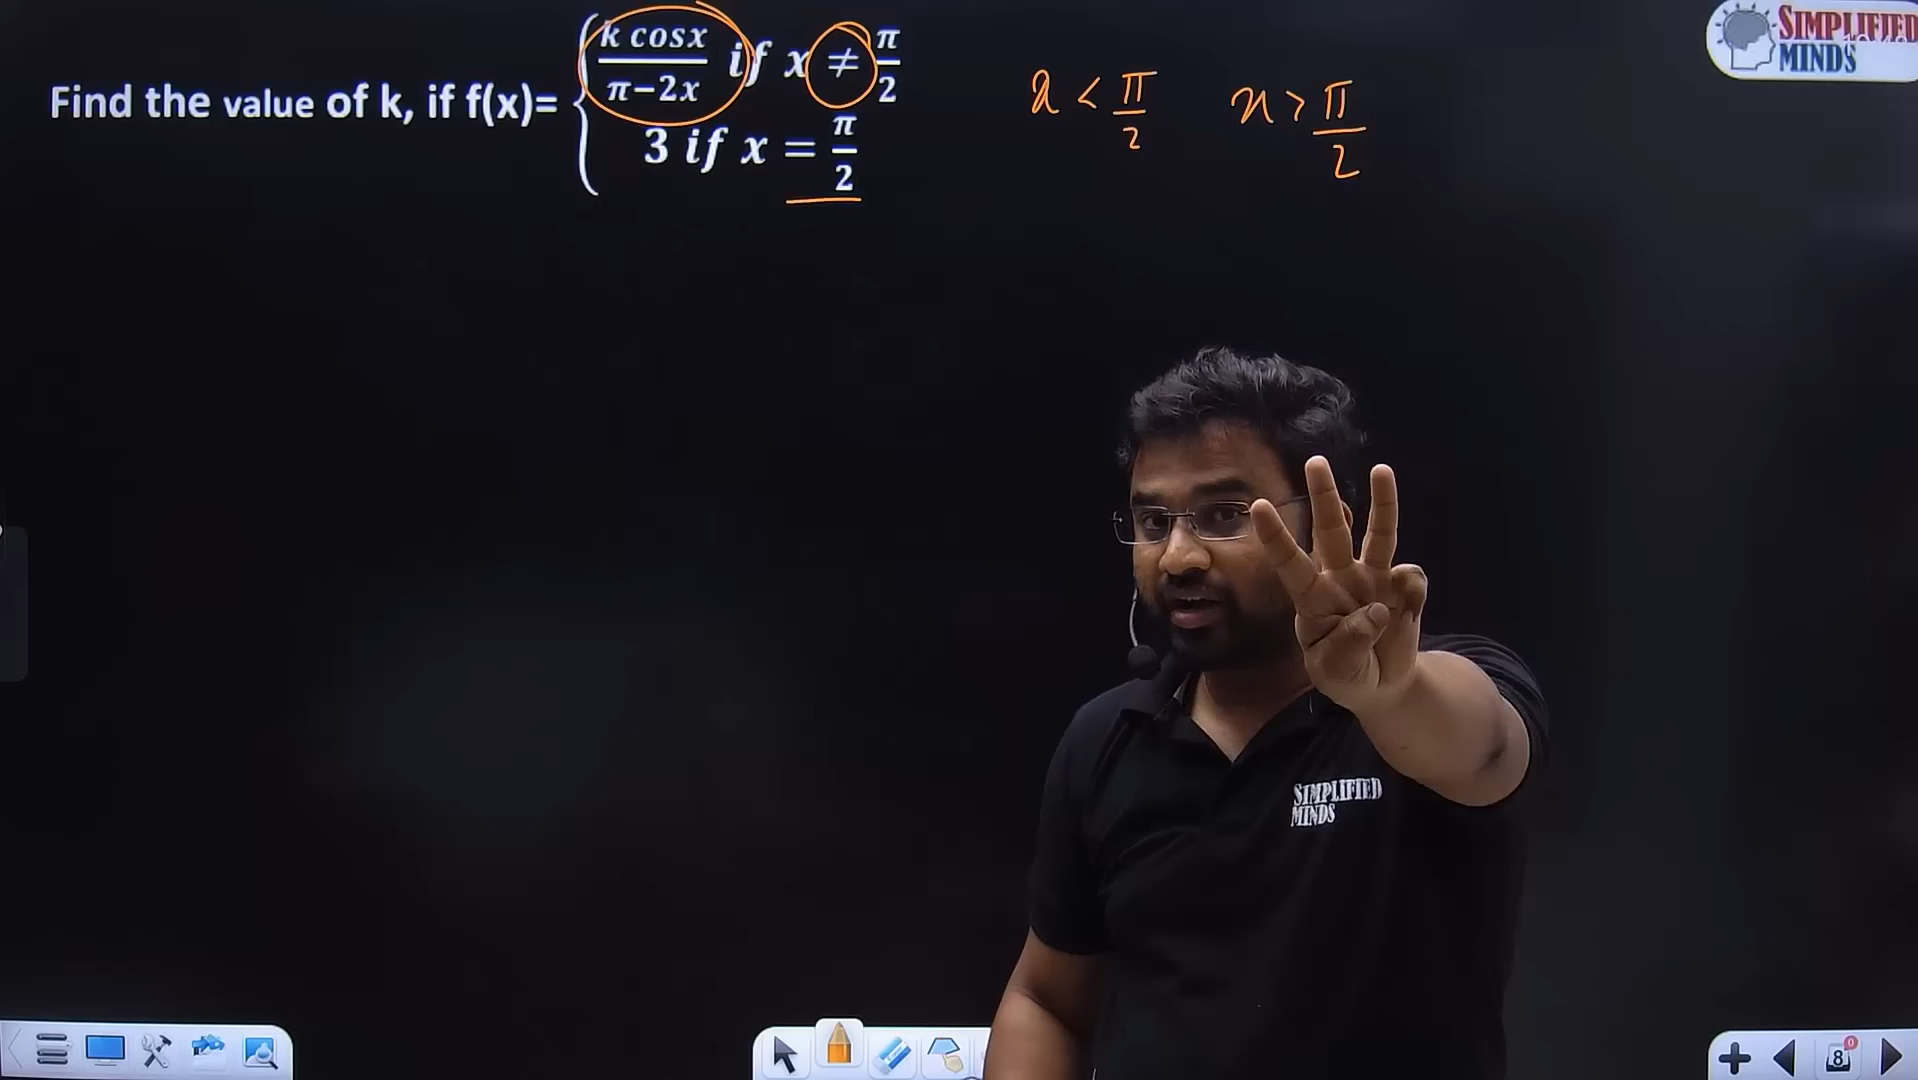 Find the value of k, if f(x)= { k cosx / π−2x if x ≠ π/2
3 if x = π/2
x < π/2 x > π/2
SIMPLIFIED
MINDS
SIMPLIFIED
MINDS
8
0